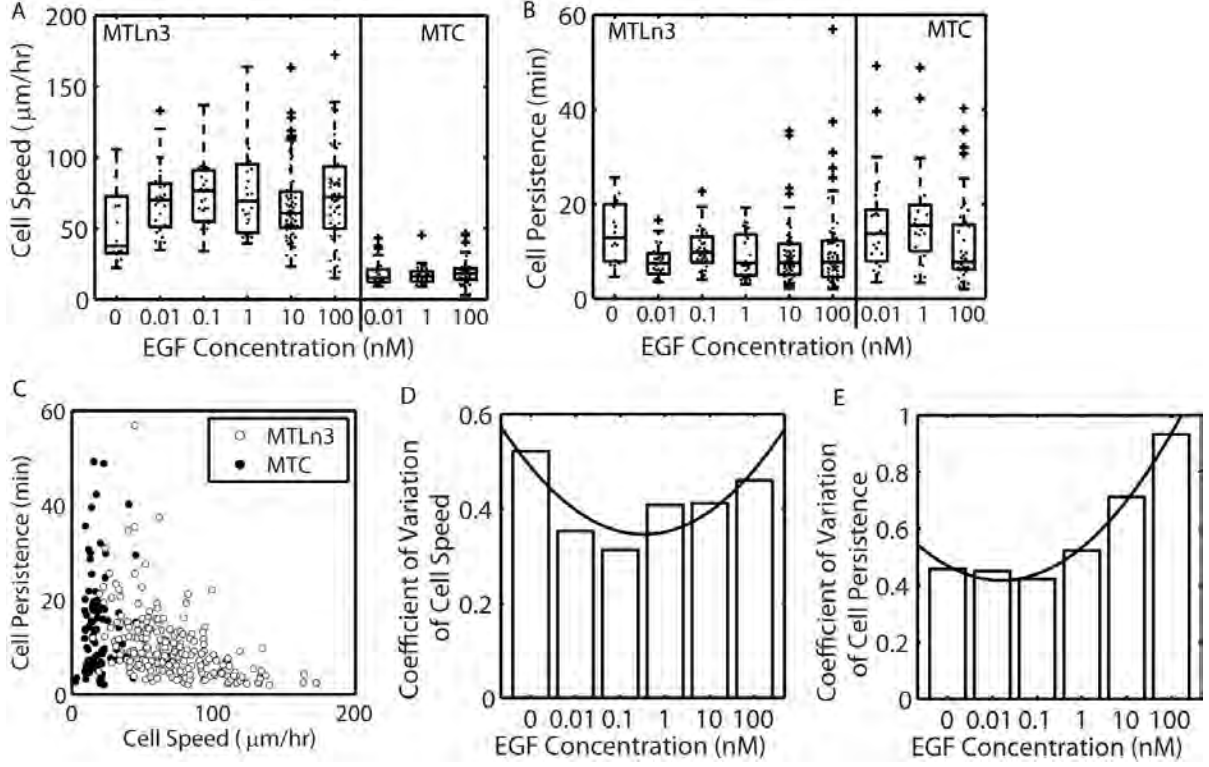 A
MTLn3
MTC
Cell Speed (μm/hr)
200
150
100
50
0
0 0.01 0.1 1 10 100 0.01 1 100
EGF Concentration (nM)
B
MTLn3
MTC
Cell Persistence (min)
60
40
20
0
0 0.01 0.1 1 10 100 0.01 1 100
EGF Concentration (nM)
C
MTLn3
MTC
Cell Persistence (min)
60
40
20
0
0 100 200
Cell Speed (μm/hr)
D
Coefficient of Variation
of Cell Speed
0.6
0.4
0.2
0
0 0.01 0.1 1 10 100
EGF Concentration (nM)
E
Coefficient of Variation
of Cell Persistence
1
0.8
0.6
0.4
0.2
0
0 0.01 0.1 1 10 100
EGF Concentration (nM)